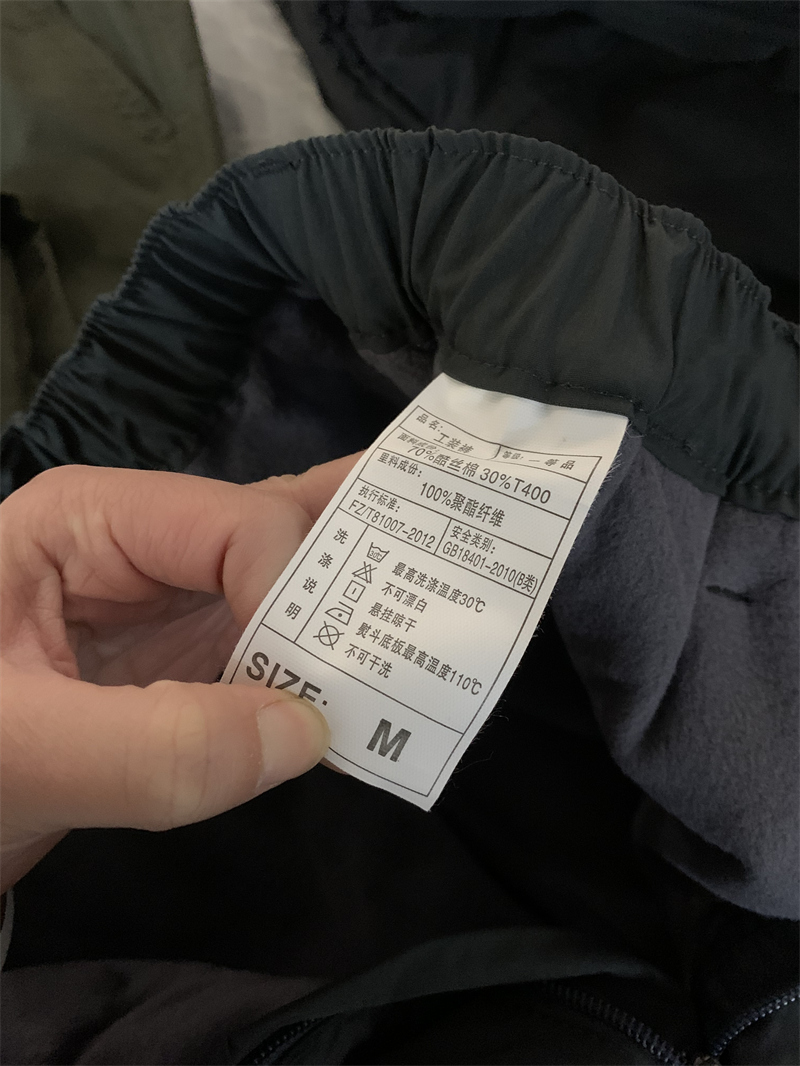 品名: 工装裤 等级: 一等品
面料成份: 70%酷丝棉 30%T400
里料成份: 100%聚酯纤维
执行标准: FZ/T81007-2012
安全类别: GB18401-2010(B类)
洗涤说明
30℃ 最高洗涤温度30℃
不可漂白
悬挂晾干
熨斗底板最高温度110℃
不可干洗
SIZE: M